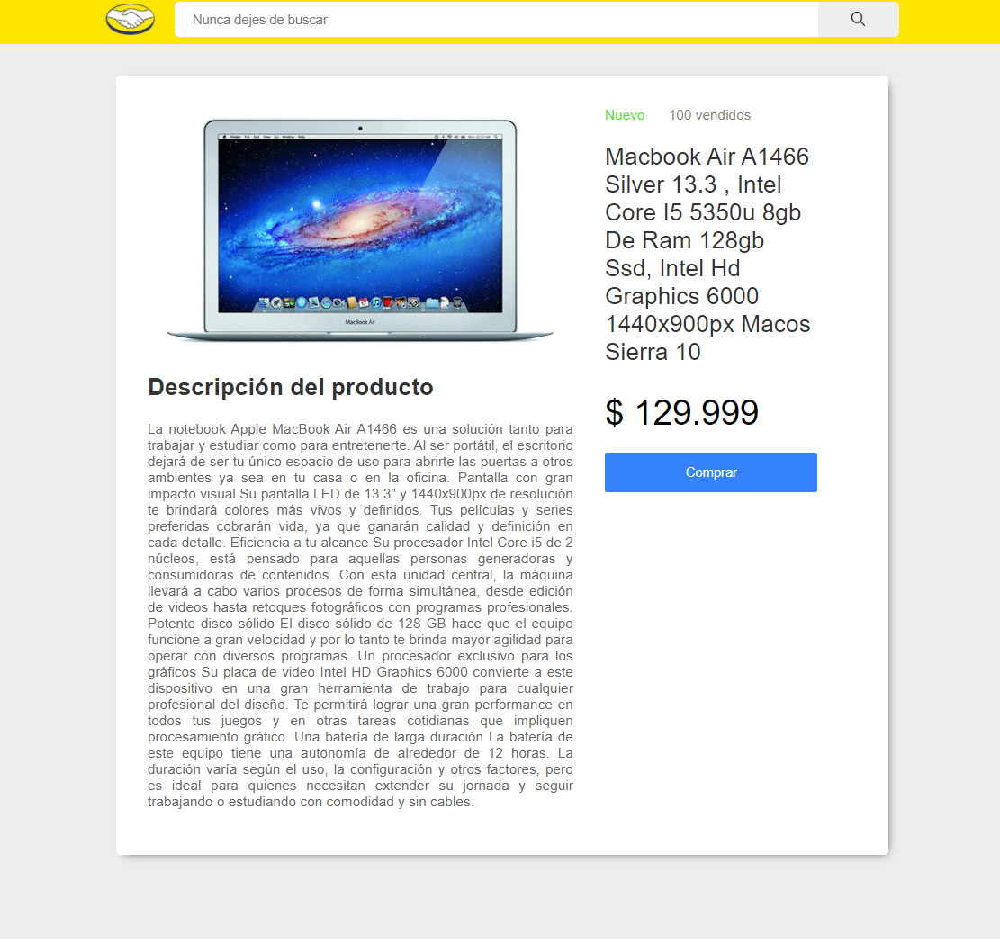 Nunca dejes de buscar
Nuevo 100 vendidos
Macbook Air A1466
Silver 13.3 , Intel
Core I5 5350u 8gb
De Ram 128gb
Ssd, Intel Hd
Graphics 6000
1440x900px Macos
Sierra 10
$ 129.999
Comprar
MacBook Air
Descripción del producto
La notebook Apple MacBook Air A1466 es una solución tanto para
trabajar y estudiar como para entretenerte. Al ser portátil, el escritorio
dejará de ser tu único espacio de uso para abrirte las puertas a otros
ambientes ya sea en tu casa o en la oficina. Pantalla con gran
impacto visual Su pantalla LED de 13.3" y 1440x900px de resolución
te brindará colores más vivos y definidos. Tus películas y series
preferidas cobrarán vida, ya que ganarán calidad y definición en
cada detalle. Eficiencia a tu alcance Su procesador Intel Core i5 de 2
núcleos, está pensado para aquellas personas generadoras y
consumidoras de contenidos. Con esta unidad central, la máquina
llevará a cabo varios procesos de forma simultánea, desde edición
de videos hasta retoques fotográficos con programas profesionales.
Potente disco sólido El disco sólido de 128 GB hace que el equipo
funcione a gran velocidad y por lo tanto te brinda mayor agilidad para
operar con diversos programas. Un procesador exclusivo para los
gráficos Su placa de video Intel HD Graphics 6000 convierte a este
dispositivo en una gran herramienta de trabajo para cualquier
profesional del diseño. Te permitirá lograr una gran performance en
todos tus juegos y en otras tareas cotidianas que impliquen
procesamiento gráfico. Una batería de larga duración La batería de
este equipo tiene una autonomía de alrededor de 12 horas. La
duración varía según el uso, la configuración y otros factores, pero
es ideal para quienes necesitan extender su jornada y seguir
trabajando o estudiando con comodidad y sin cables.